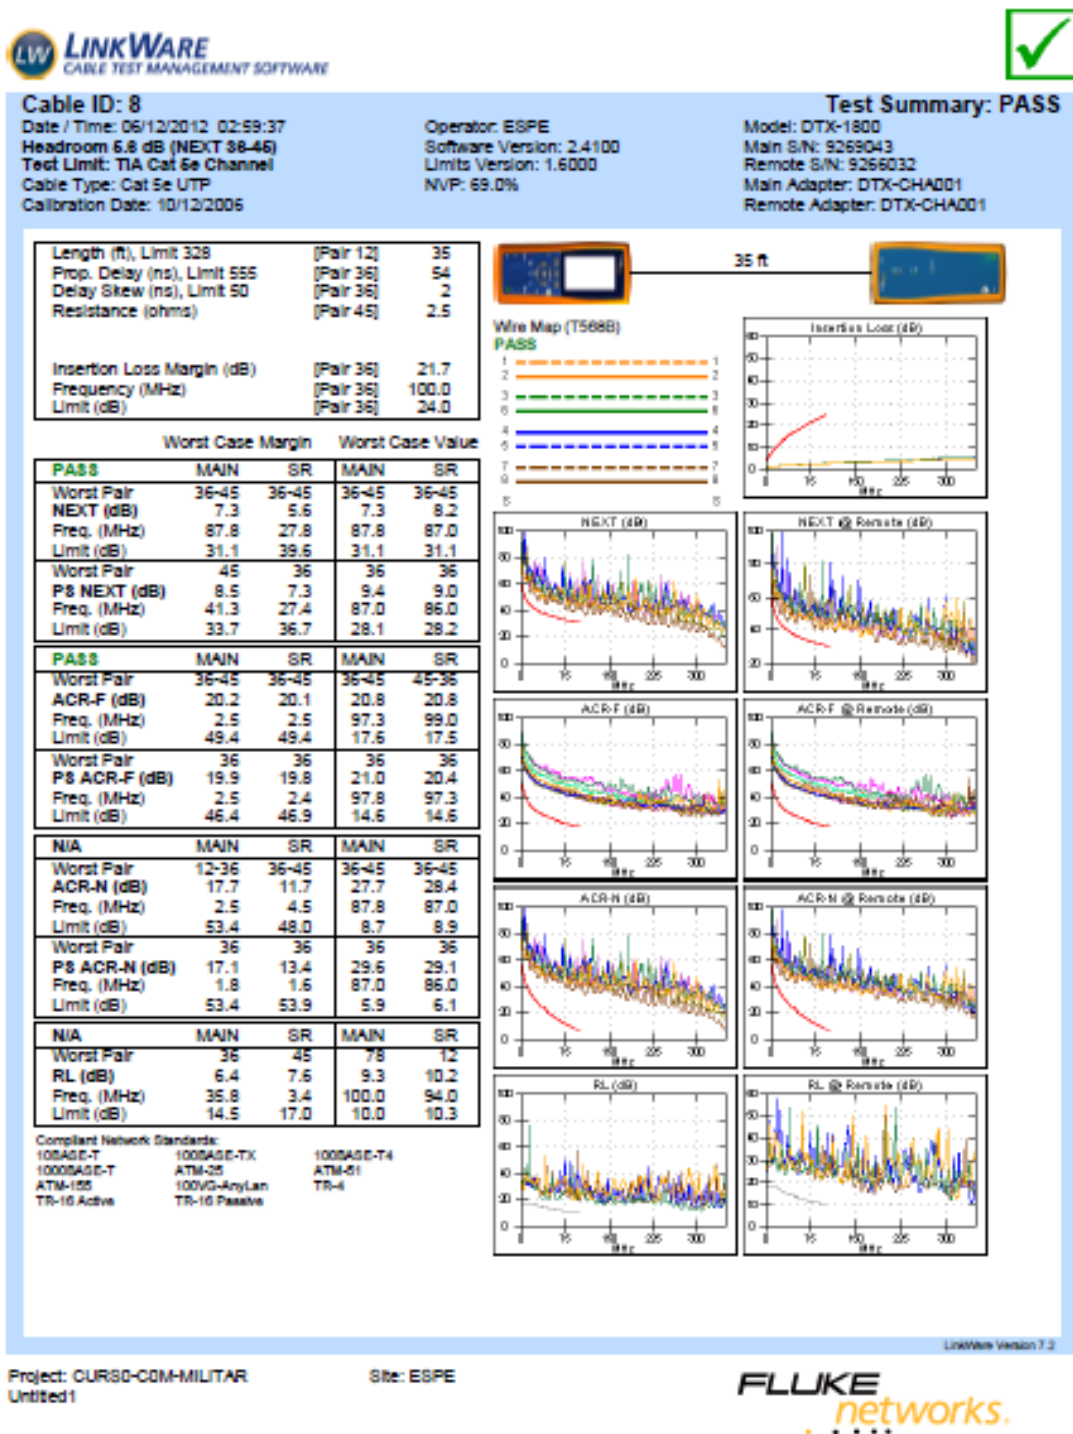 LW LINKWARE
CABLE TEST MANAGEMENT SOFTWARE
Cable ID: 8
Test Summary: PASS
Date / Time: 06/12/2012 02:59:37
Headroom 5.6 dB (NEXT 36-45)
Test Limit: TIA Cat 5e Channel
Cable Type: Cat 5e UTP
Calibration Date: 10/12/2006
Operator: ESPE
Software Version: 2.4100
Limits Version: 1.6000
NVP: 69.0%
Model: DTX-1800
Main S/N: 9269043
Remote S/N: 9266032
Main Adapter: DTX-CHA001
Remote Adapter: DTX-CHA001
Length (ft), Limit 328 [Pair 12] 35
Prop. Delay (ns), Limit 555 [Pair 36] 54
Delay Skew (ns), Limit 50 [Pair 36] 2
Resistance (ohms) [Pair 45] 2.5
Insertion Loss Margin (dB) [Pair 36] 21.7
Frequency (MHz) [Pair 36] 100.0
Limit (dB) [Pair 36] 24.0
Worst Case Margin Worst Case Value
PASS MAIN SR MAIN SR
Worst Pair 36-45 36-45 36-45 36-45
NEXT (dB) 7.3 5.6 7.3 8.2
Freq. (MHz) 87.8 27.8 87.8 87.0
Limit (dB) 31.1 39.6 31.1 31.1
Worst Pair 45 36 36 36
PS NEXT (dB) 8.5 7.3 9.4 9.0
Freq. (MHz) 41.3 27.4 87.0 86.0
Limit (dB) 33.7 36.7 28.1 28.2
PASS MAIN SR MAIN SR
Worst Pair 36-45 36-45 36-45 45-36
ACR-F (dB) 20.2 20.1 20.8 20.8
Freq. (MHz) 2.5 2.5 97.3 99.0
Limit (dB) 49.4 49.4 17.6 17.5
Worst Pair 36 36 36 36
PS ACR-F (dB) 19.9 19.8 21.0 20.4
Freq. (MHz) 2.5 2.4 97.8 97.3
Limit (dB) 46.4 46.9 14.6 14.6
N/A MAIN SR MAIN SR
Worst Pair 12-36 36-45 36-45 36-45
ACR-N (dB) 17.7 11.7 27.7 28.4
Freq. (MHz) 2.5 4.5 87.8 87.0
Limit (dB) 53.4 48.0 8.7 8.9
Worst Pair 36 36 36 36
PS ACR-N (dB) 17.1 13.4 29.6 29.1
Freq. (MHz) 1.8 1.6 87.0 86.0
Limit (dB) 53.4 53.9 5.9 6.1
N/A MAIN SR MAIN SR
Worst Pair 36 45 78 12
RL (dB) 6.4 7.6 9.3 10.2
Freq. (MHz) 35.8 3.4 100.0 94.0
Limit (dB) 14.5 17.0 10.0 10.3
Compliant Network Standards:
10BASE-T 100BASE-TX 100BASE-T4
1000BASE-T ATM-25 ATM-51
ATM-155 100VG-AnyLan TR-4
TR-16 Active TR-16 Passive
35 ft
Wire Map (T568B)
PASS
1 1
2 2
3 3
6 6
4 4
5 5
7 7
8 8
S S
Insertion Loss (dB)
NEXT (dB)
NEXT @ Remote (dB)
ACR-F (dB)
ACR-F @ Remote (dB)
ACR-N (dB)
ACR-N @ Remote (dB)
RL (dB)
RL @ Remote (dB)
LinkWare Version 7.2
Project: CURSO-COM-MILITAR
Site: ESPE
Untitled1
FLUKE
networks.